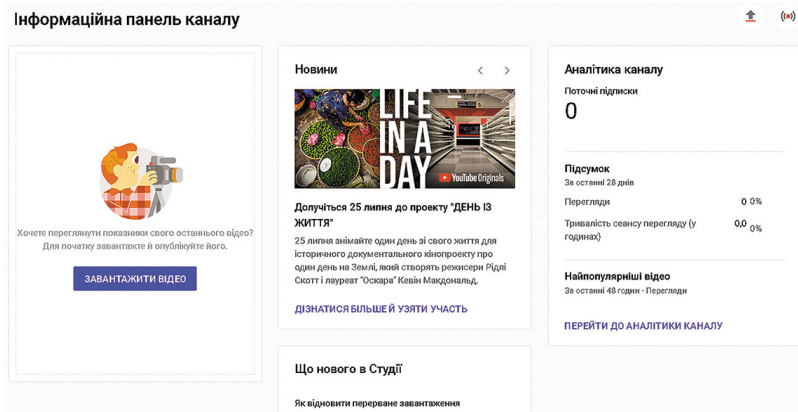 Інформаційна панель каналу
Хочете переглянути показники свого останнього відео?
Для початку завантажте й опублікуйте його.
ЗАВАНТАЖИТИ ВІДЕО
Новини
LIFE
IN A
DAY
YouTube Originals
Долучіться 25 липня до проекту "ДЕНЬ ІЗ
ЖИТТЯ"
25 липня знімайте один день зі свого життя для
історичного документального кінопроекту про
один день на Землі, який створять режисери Рідлі
Скотт і лауреат "Оскара" Кевін Макдональд.
ДІЗНАТИСЯ БІЛЬШЕ Й УЗЯТИ УЧАСТЬ
Що нового в Студії
Як відновити перерване завантаження
Аналітика каналу
Поточні підписки
0
Підсумок
За останні 28 днів
Перегляди 0 0%
Тривалість сеансу перегляду {у 0,0 0%
годинах}
Найпопулярніші відео
За останні 48 годин · Перегляди
ПЕРЕЙТИ ДО АНАЛІТИКИ КАНАЛУ